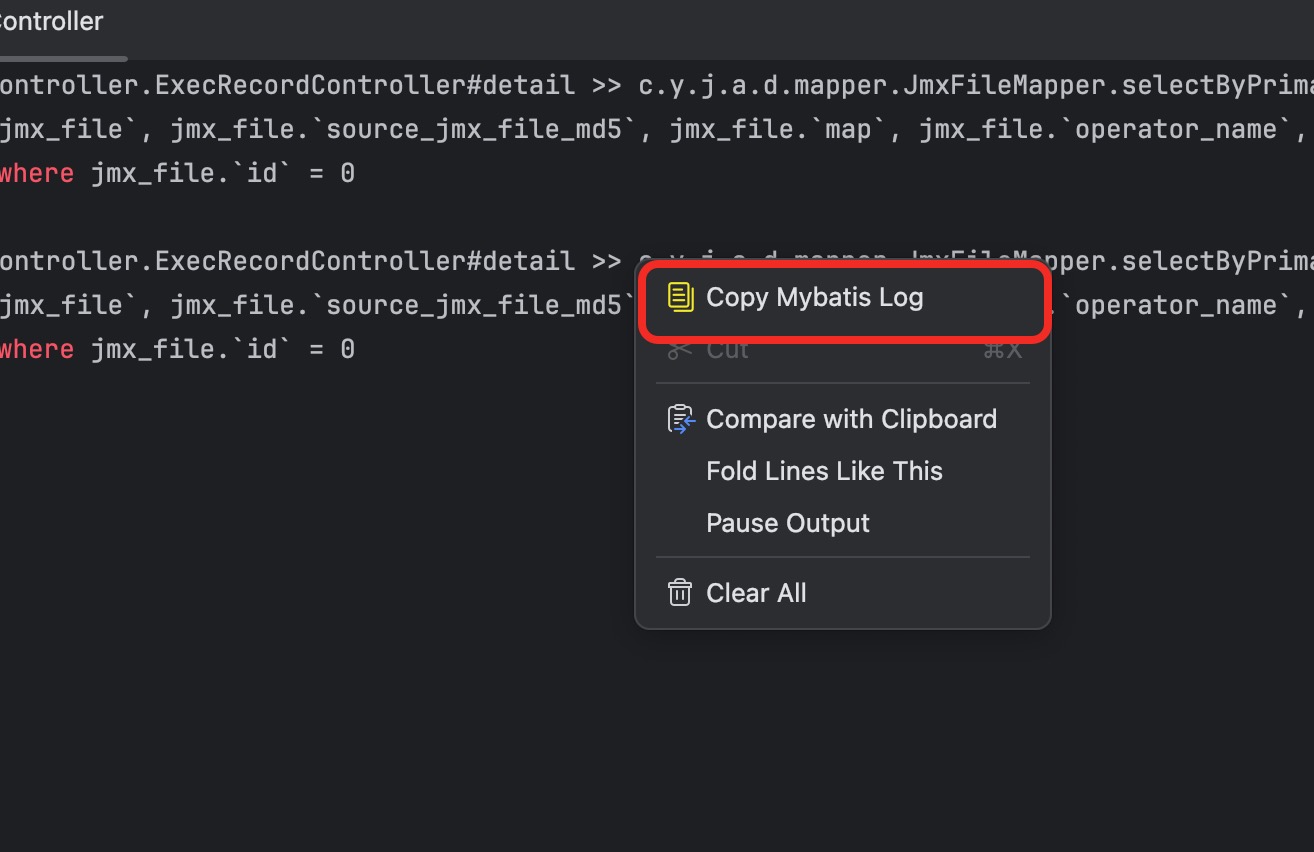 ontroller
ontroller.ExecRecordController#detail >> c.y.j.a.d.mapper.JmxFileMapper.selectByPrima
jmx_file`, jmx_file.`source_jmx_file_md5`, jmx_file.`map`, jmx_file.`operator_name`,
where jmx_file.`id` = 0
ontroller.ExecRecordController#detail >> c.y.j.a.d.mapper.JmxFileMapper.selectByPrima
jmx_file`, jmx_file.`source_jmx_file_md5` .`operator_name`,
where jmx_file.`id` = 0
Copy Mybatis Log
Cut ⌘X
Compare with Clipboard
Fold Lines Like This
Pause Output
Clear All